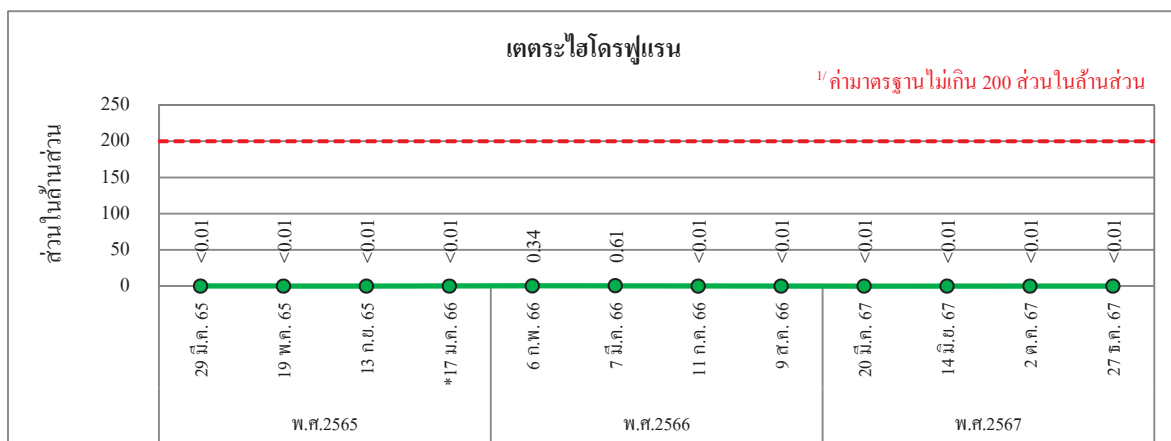 เตตระไฮโดรฟูแรน
1/ ค่ามาตรฐานไม่เกิน 200 ส่วนในล้านส่วน
ส่วนในล้านส่วน
250
200
150
100
50
0
<0.01
<0.01
<0.01
<0.01
0.34
0.61
<0.01
<0.01
<0.01
<0.01
<0.01
<0.01
29 มี.ค. 65
19 พ.ค. 65
13 ก.ย. 65
*17 ม.ค. 66
6 ก.พ. 66
7 มี.ค. 66
11 ก.ค. 66
9 ส.ค. 66
20 มี.ค. 67
14 มิ.ย. 67
2 ต.ค. 67
27 ธ.ค. 67
พ.ศ.2565
พ.ศ.2566
พ.ศ.2567